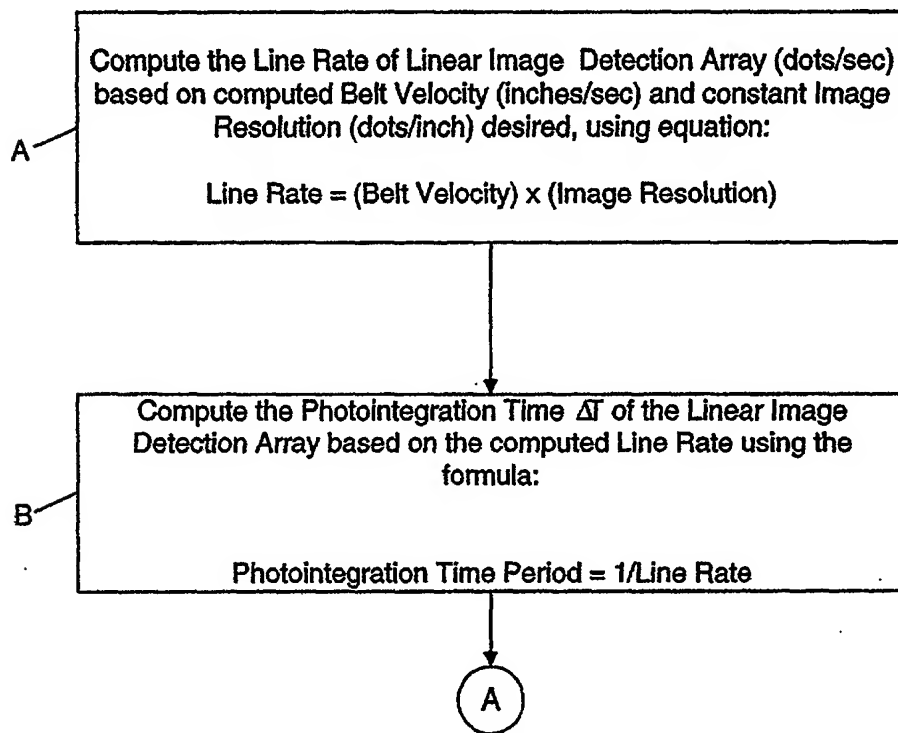 Compute the Line Rate of Linear Image Detection Array (dots/sec)
based on computed Belt Velocity (inches/sec) and constant Image
Resolution (dots/inch) desired, using equation:
A
Line Rate = (Belt Velocity) x (Image Resolution)
Compute the Photointegration Time ΔT of the Linear Image
Detection Array based on the computed Line Rate using the
formula:
B
Photointegration Time Period = 1/Line Rate
A